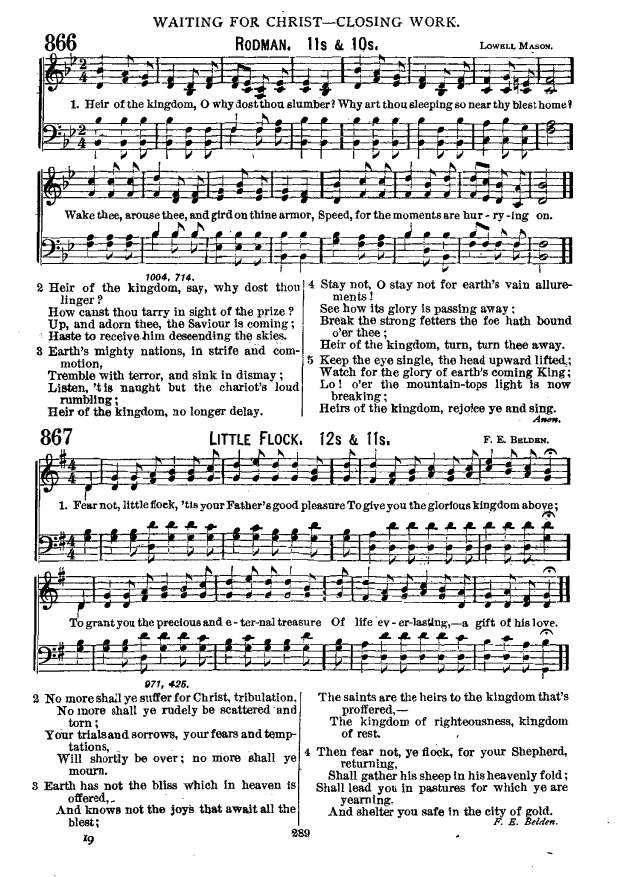 WAITING FOR CHRIST—CLOSING WORK.
866 RODMAN. 11s & 10s. LOWELL MASON.
1. Heir of the kingdom, O why dost thou slumber? Why art thou sleeping so near thy blest home?
Wake thee, arouse thee, and gird on thine armor, Speed, for the moments are hur - ry - ing on.
1004, 714.
2 Heir of the kingdom, say, why dost thou
linger?
How canst thou tarry in sight of the prize?
Up, and adorn thee, the Saviour is coming;
Haste to receive him descending the skies.
3 Earth's mighty nations, in strife and com-
motion,
Tremble with terror, and sink in dismay;
Listen, 't is naught but the chariot's loud
rumbling;
Heir of the kingdom, no longer delay.
4 Stay not, O stay not for earth's vain allure-
ments!
See how its glory is passing away;
Break the strong fetters the foe hath bound
o'er thee;
Heir of the kingdom, turn, turn thee away.
5 Keep the eye single, the head upward lifted;
Watch for the glory of earth's coming King;
Lo! o'er the mountain-tops light is now
breaking;
Heirs of the kingdom, rejoice ye and sing.
Anon.
867 LITTLE FLOCK. 12s & 11s. F. E. BELDEN.
1. Fear not, little flock, 'tis your Father's good pleasure To give you the glorious kingdom above;
To grant you the precious and e - ter - nal treasure Of life ev - er - lasting,—a gift of his love.
971, 425.
2 No more shall ye suffer for Christ, tribulation,
No more shall ye rudely be scattered and
torn;
Your trials and sorrows, your fears and temp-
tations,
Will shortly be over; no more shall ye
mourn.
3 Earth has not the bliss which in heaven is
offered,
And knows not the joys that await all the
blest;
The saints are the heirs to the kingdom that's
proffered,—
The kingdom of righteousness, kingdom
of rest.
4 Then fear not, ye flock, for your Shepherd,
returning,
Shall gather his sheep in his heavenly fold;
Shall lead you in pastures for which ye are
yearning,
And shelter you safe in the city of gold.
F. E. Belden.
19
289